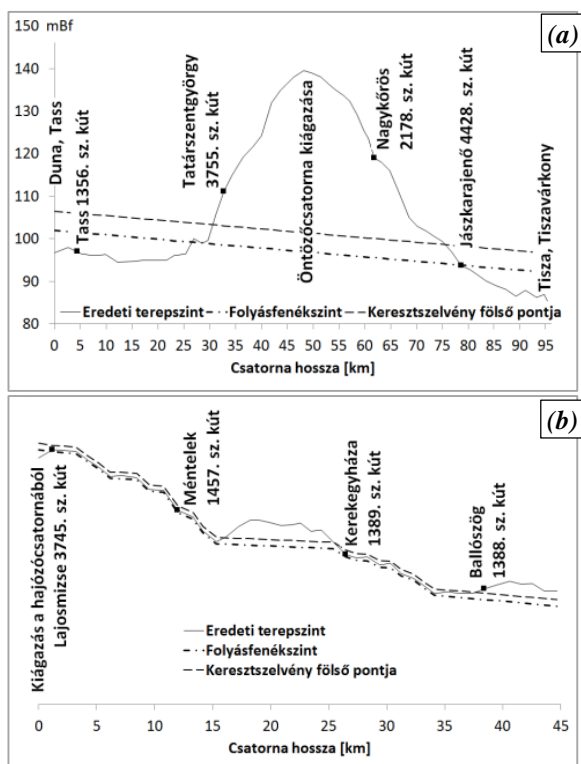 (a)
150 mBf
140
130
120
110
100
90
80
Duna, Tass
Tass 1356. sz. kút
Tatárszentgyörgy
3755. sz. kút
Öntözőcsatorna kiágazása
Nagykőrös
2178. sz. kút
Jászkarajenő 4428. sz. kút
Tisza, Tiszavárkony
Eredeti terepszint Folyásfenékszint Keresztszelvény fölső pontja
0 5 10 15 20 25 30 35 40 45 50 55 60 65 70 75 80 85 90 95
Csatorna hossza [km]
(b)
Kiágazás a hajózócsatornából
Lajosmizse 3745. sz. kút
Méntelek
1457. sz. kút
Kerekegyháza
1389. sz. kút
Ballószög
1388. sz. kút
Eredeti terepszint
Folyásfenékszint
Keresztszelvény fölső pontja
0 5 10 15 20 25 30 35 40 45
Csatorna hossza [km]